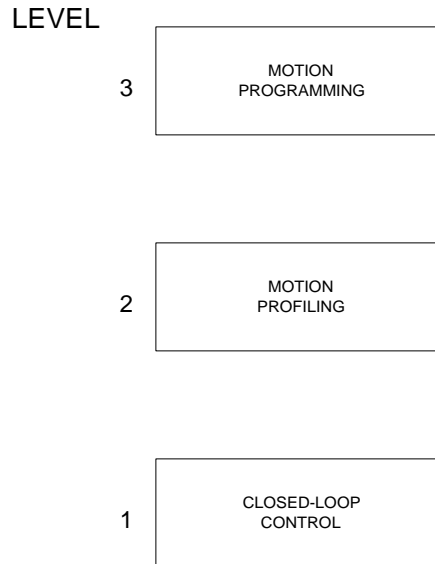 LEVEL
3
MOTION
PROGRAMMING
2
MOTION
PROFILING
1
CLOSED-LOOP
CONTROL